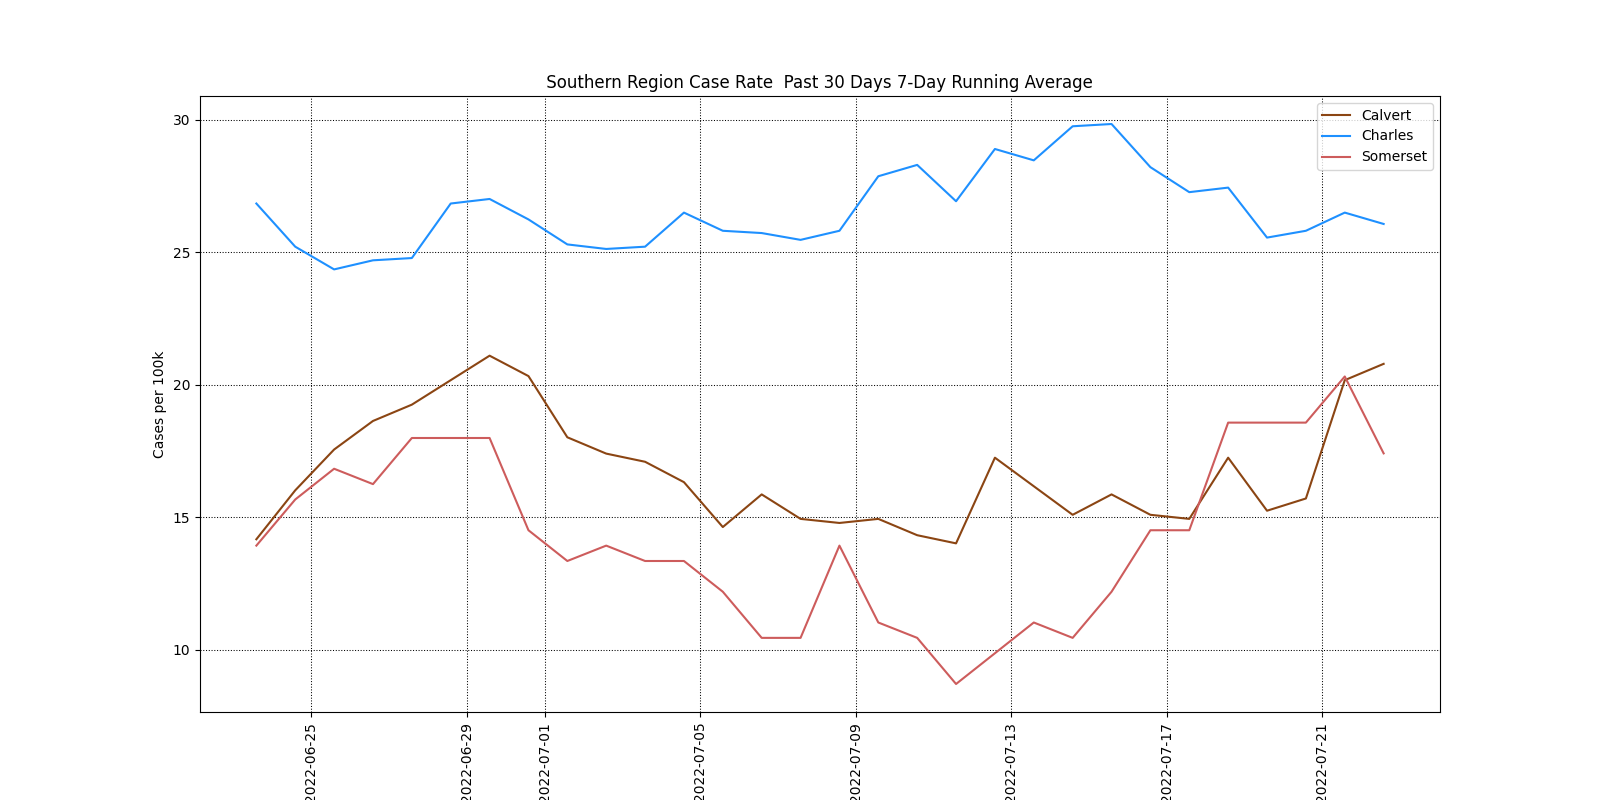 Southern Region Case Rate  Past 30 Days 7-Day Running Average
Calvert
Charles
Somerset
Cases per 100k
30
25
20
15
10
2022-06-25
2022-06-29
2022-07-01
2022-07-05
2022-07-09
2022-07-13
2022-07-17
2022-07-21